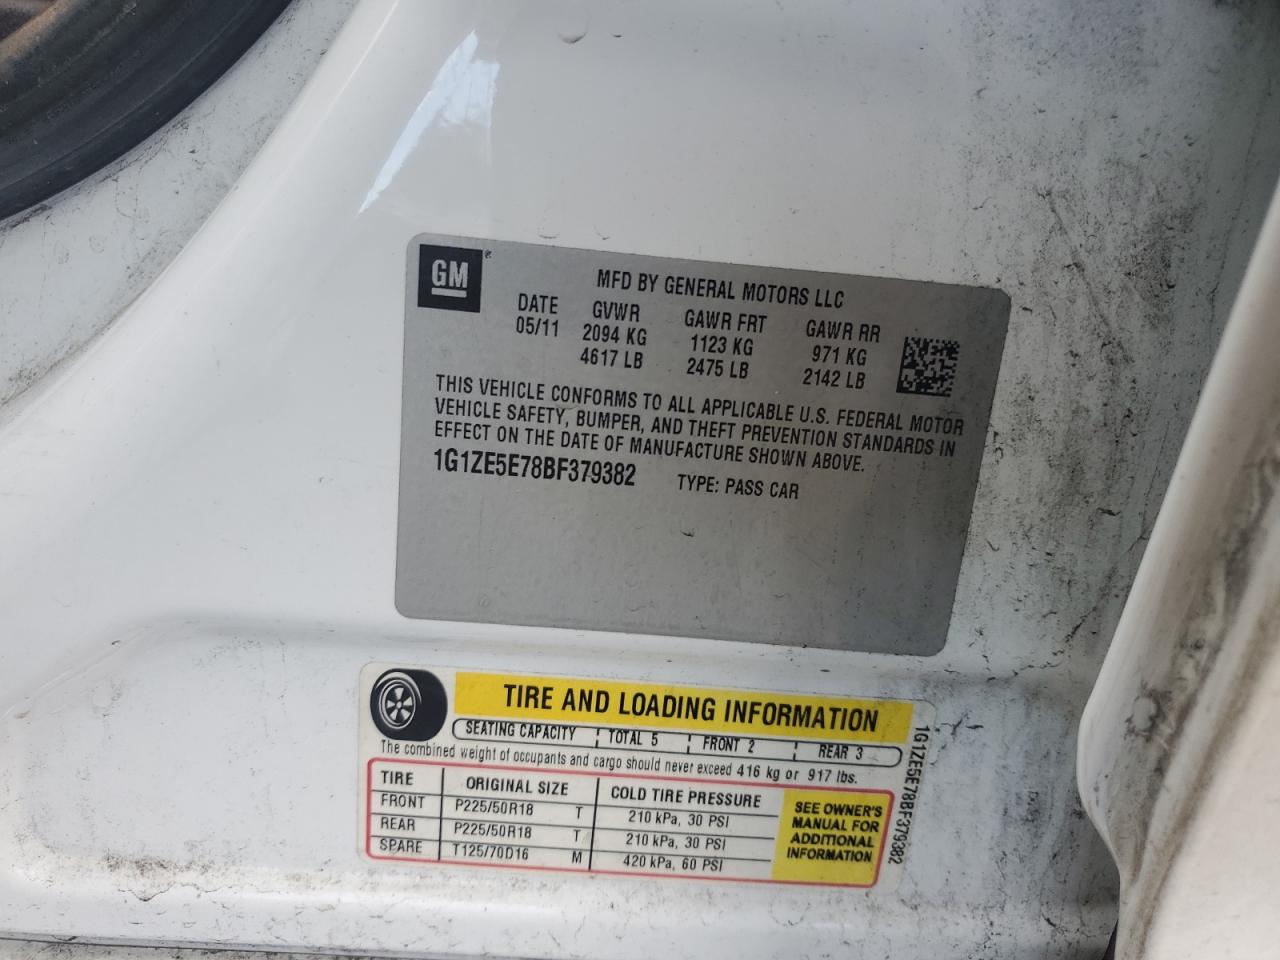 GM®
MFD BY GENERAL MOTORS LLC
DATE GVWR GAWR FRT GAWR RR
05/11 2094 KG 1123 KG 971 KG
4617 LB 2475 LB 2142 LB
THIS VEHICLE CONFORMS TO ALL APPLICABLE U.S. FEDERAL MOTOR
VEHICLE SAFETY, BUMPER, AND THEFT PREVENTION STANDARDS IN
EFFECT ON THE DATE OF MANUFACTURE SHOWN ABOVE.
1G1ZE5E78BF379382 TYPE: PASS CAR
TIRE AND LOADING INFORMATION
SEATING CAPACITY TOTAL 5 FRONT 2 REAR 3
The combined weight of occupants and cargo should never exceed 416 kg or 917 lbs.
TIRE ORIGINAL SIZE COLD TIRE PRESSURE
FRONT P225/50R18 T 210 kPa, 30 PSI
REAR P225/50R18 T 210 kPa, 30 PSI
SPARE T125/70D16 M 420 kPa, 60 PSI
SEE OWNER'S
MANUAL FOR
ADDITIONAL
INFORMATION
1G1ZE5E78BF379382